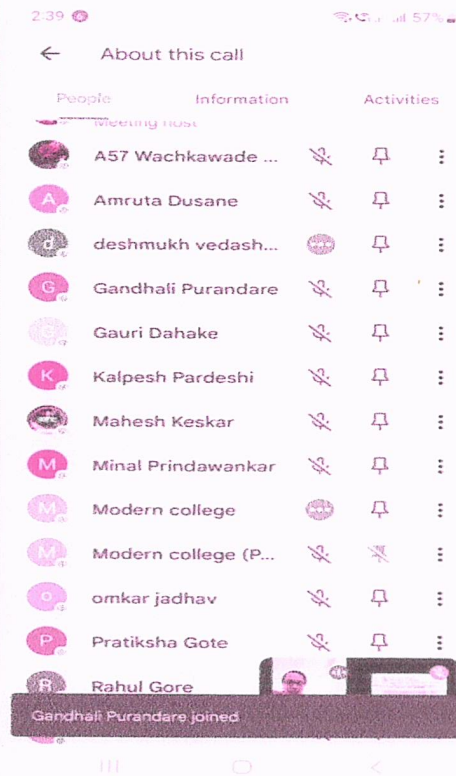 2:39
57%
About this call
People Information Activities
Meeting host
A57 Wachkawade ...
A Amruta Dusane
d deshmukh vedash...
G Gandhali Purandare
G Gauri Dahake
K Kalpesh Pardeshi
Mahesh Keskar
M Minal Prindawankar
M Modern college
M Modern college (P...
o omkar jadhav
P Pratiksha Gote
R Rahul Gore
Gandhali Purandare joined